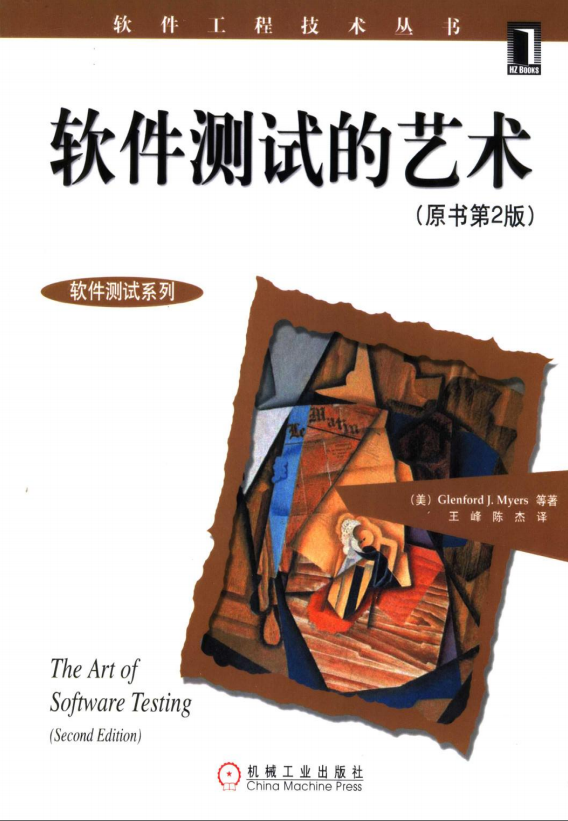 软件工程技术丛书
HZ BOOKS
软件测试的艺术
(原书第2版)
软件测试系列
Le Matin
(美) Glenford J. Myers 等著
王峰 陈杰 译
The Art of
Software Testing
(Second Edition)
机械工业出版社
China Machine Press